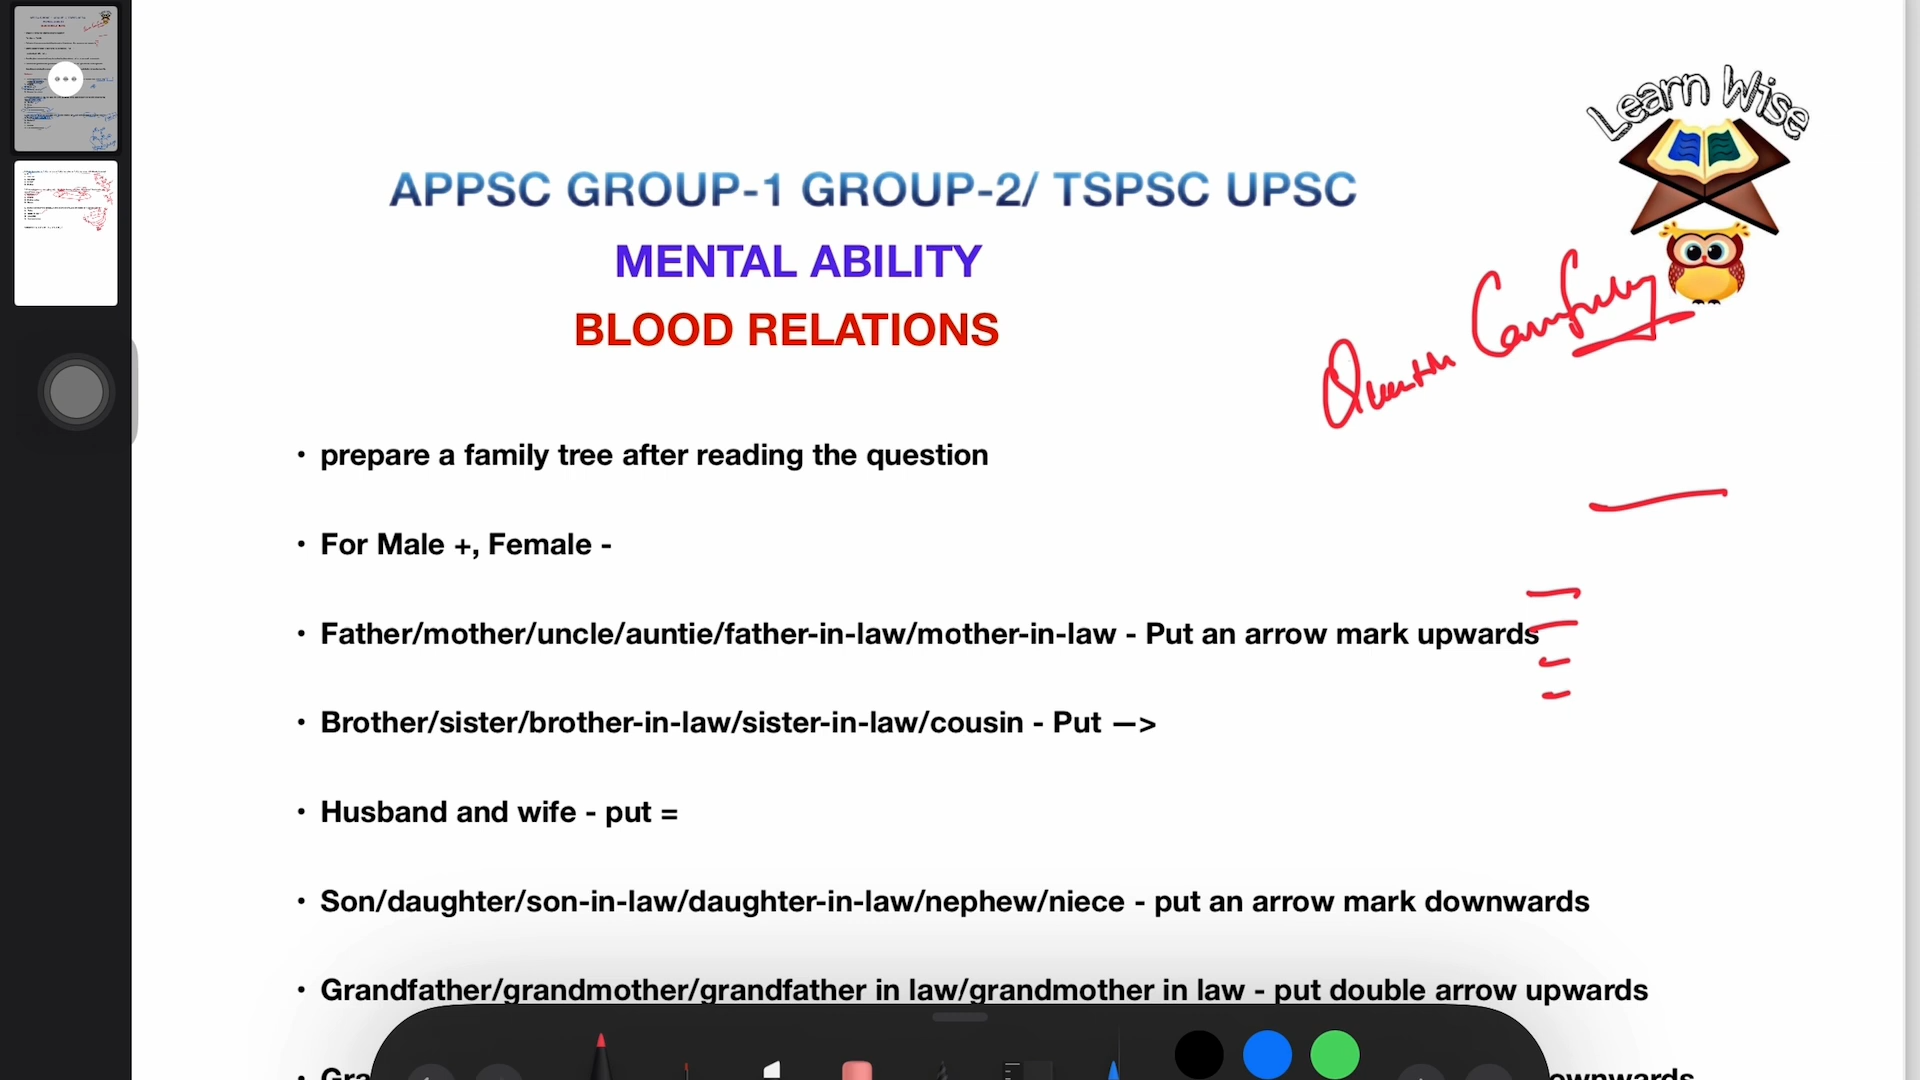 Learn Wise
APPSC GROUP-1 GROUP-2/ TSPSC UPSC
MENTAL ABILITY
BLOOD RELATIONS
• prepare a family tree after reading the question
• For Male +, Female -
• Father/mother/uncle/auntie/father-in-law/mother-in-law - Put an arrow mark upwards
• Brother/sister/brother-in-law/sister-in-law/cousin - Put —>
• Husband and wife - put =
• Son/daughter/son-in-law/daughter-in-law/nephew/niece - put an arrow mark downwards
• Grandfather/grandmother/grandfather in law/grandmother in law - put double arrow upwards